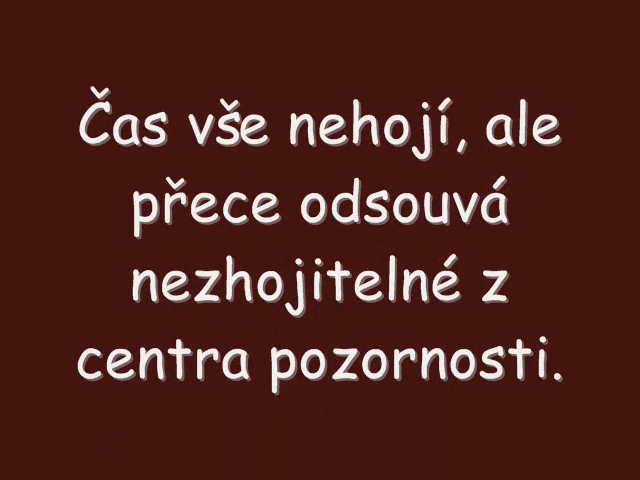 Čas vše nehojí, ale
přece odsouvá
nezhojitelné z
centra pozornosti.